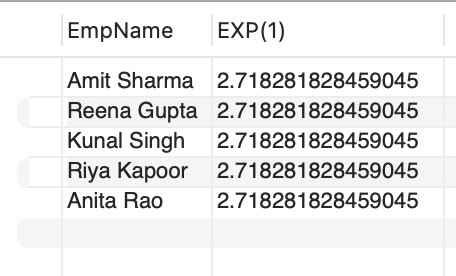 EmpName EXP(1)
Amit Sharma 2.718281828459045
Reena Gupta 2.718281828459045
Kunal Singh 2.718281828459045
Riya Kapoor 2.718281828459045
Anita Rao 2.718281828459045